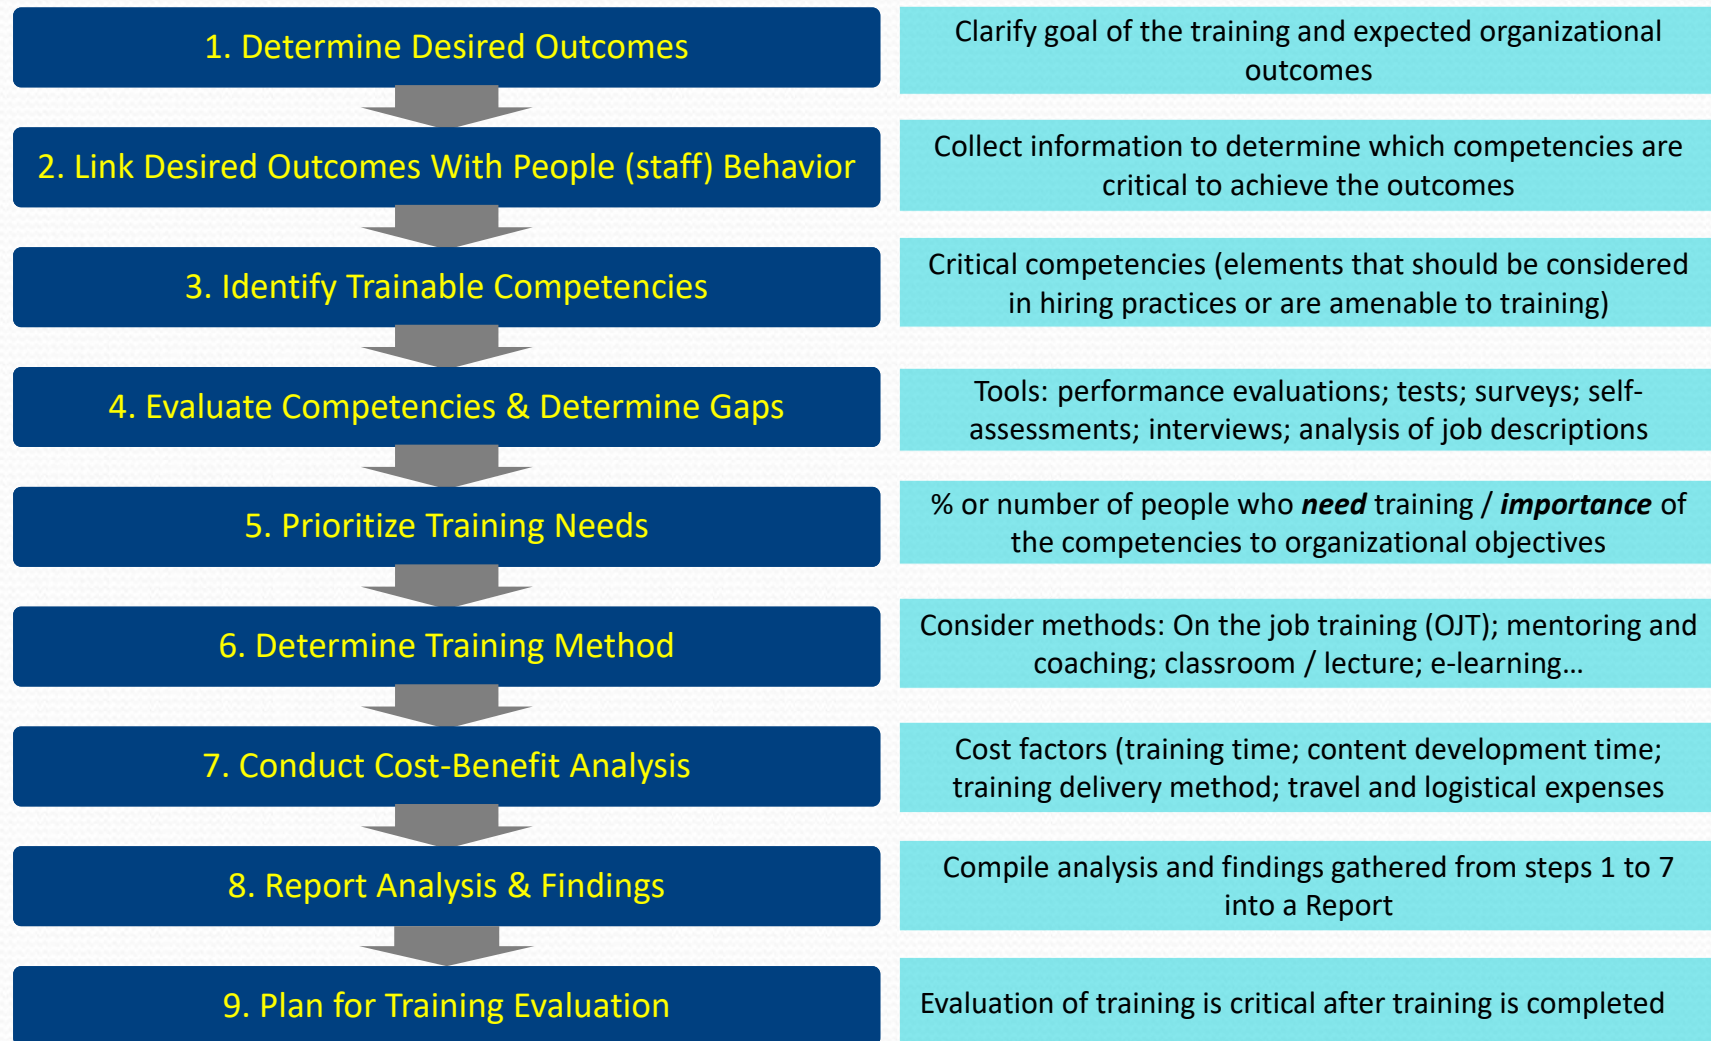 1. Determine Desired Outcomes
Clarify goal of the training and expected organizational
outcomes
2. Link Desired Outcomes With People (staff) Behavior
Collect information to determine which competencies are
critical to achieve the outcomes
3. Identify Trainable Competencies
Critical competencies (elements that should be considered
in hiring practices or are amenable to training)
4. Evaluate Competencies & Determine Gaps
Tools: performance evaluations; tests; surveys; self-
assessments; interviews; analysis of job descriptions
5. Prioritize Training Needs
% or number of people who need training / importance of
the competencies to organizational objectives
6. Determine Training Method
Consider methods: On the job training (OJT); mentoring and
coaching; classroom / lecture; e-learning…
7. Conduct Cost-Benefit Analysis
Cost factors (training time; content development time;
training delivery method; travel and logistical expenses
8. Report Analysis & Findings
Compile analysis and findings gathered from steps 1 to 7
into a Report
9. Plan for Training Evaluation
Evaluation of training is critical after training is completed